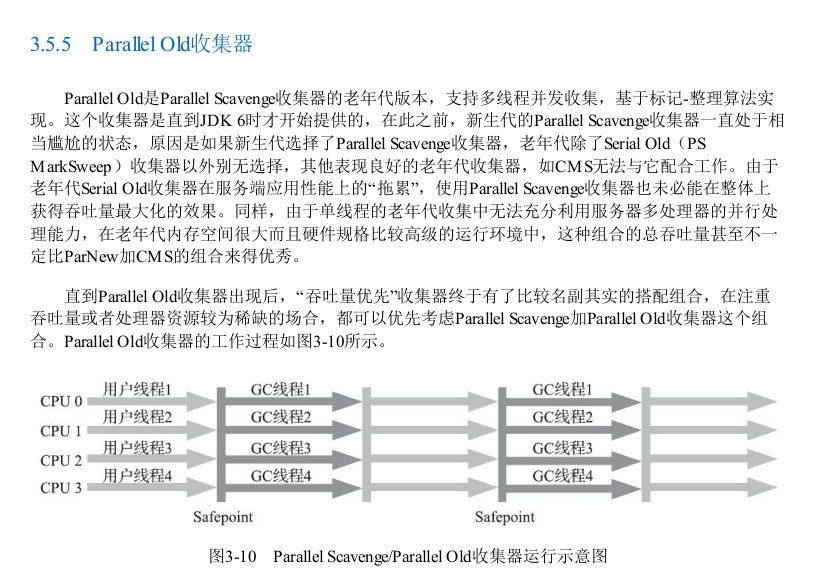 3.5.5 Parallel Old收集器
Parallel Old是Parallel Scavenge收集器的老年代版本，支持多线程并发收集，基于标记-整理算法实
现。这个收集器是直到JDK 6时才开始提供的，在此之前，新生代的Parallel Scavenge收集器一直处于相
当尴尬的状态，原因是如果新生代选择了Parallel Scavenge收集器，老年代除了Serial Old（PS
MarkSweep）收集器以外别无选择，其他表现良好的老年代收集器，如CMS无法与它配合工作。由于
老年代Serial Old收集器在服务端应用性能上的“拖累”，使用Parallel Scavenge收集器也未必能在整体上
获得吞吐量最大化的效果。同样，由于单线程的老年代收集中无法充分利用服务器多处理器的并行处
理能力，在老年代内存空间很大而且硬件规格比较高级的运行环境中，这种组合的总吞吐量甚至不一
定比ParNew加CMS的组合来得优秀。
直到Parallel Old收集器出现后，“吞吐量优先”收集器终于有了比较名副其实的搭配组合，在注重
吞吐量或者处理器资源较为稀缺的场合，都可以优先考虑Parallel Scavenge加Parallel Old收集器这个组
合。Parallel Old收集器的工作过程如图3-10所示。
CPU 0 用户线程1 GC线程1 GC线程1
CPU 1 用户线程2 GC线程2 GC线程2
CPU 2 用户线程3 GC线程3 GC线程3
CPU 3 用户线程4 GC线程4 GC线程4
Safepoint Safepoint
图3-10 Parallel Scavenge/Parallel Old收集器运行示意图